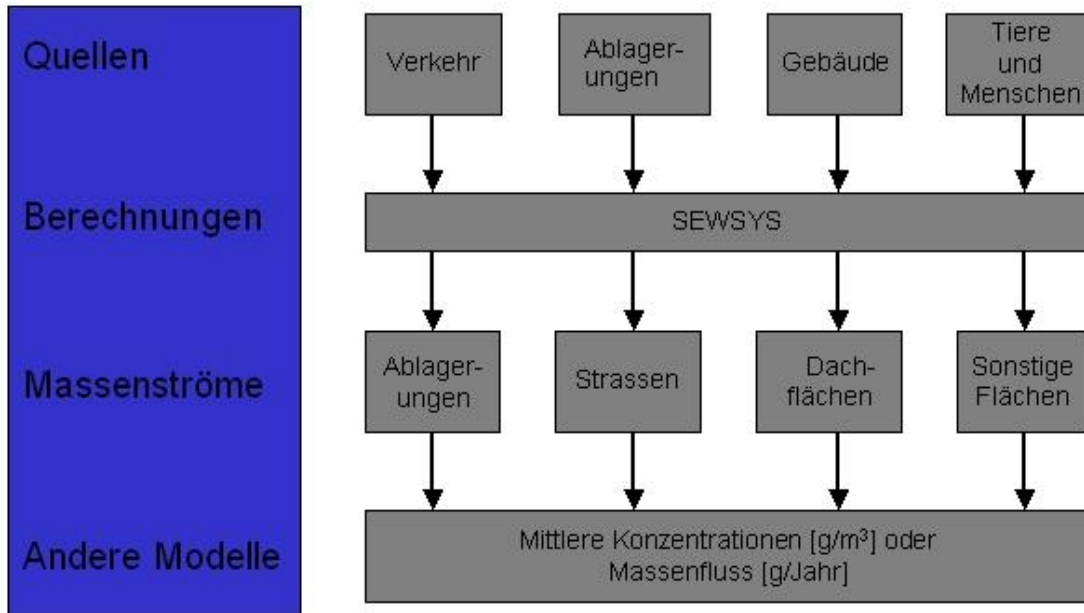 Quellen
Verkehr
Ablager-
ungen
Gebäude
Tiere
und
Menschen
Berechnungen
SEWSYS
Massenströme
Ablager-
ungen
Strassen
Dach-
flächen
Sonstige
Flächen
Andere Modelle
Mittlere Konzentrationen [g/m³] oder
Massenfluss [g/Jahr]